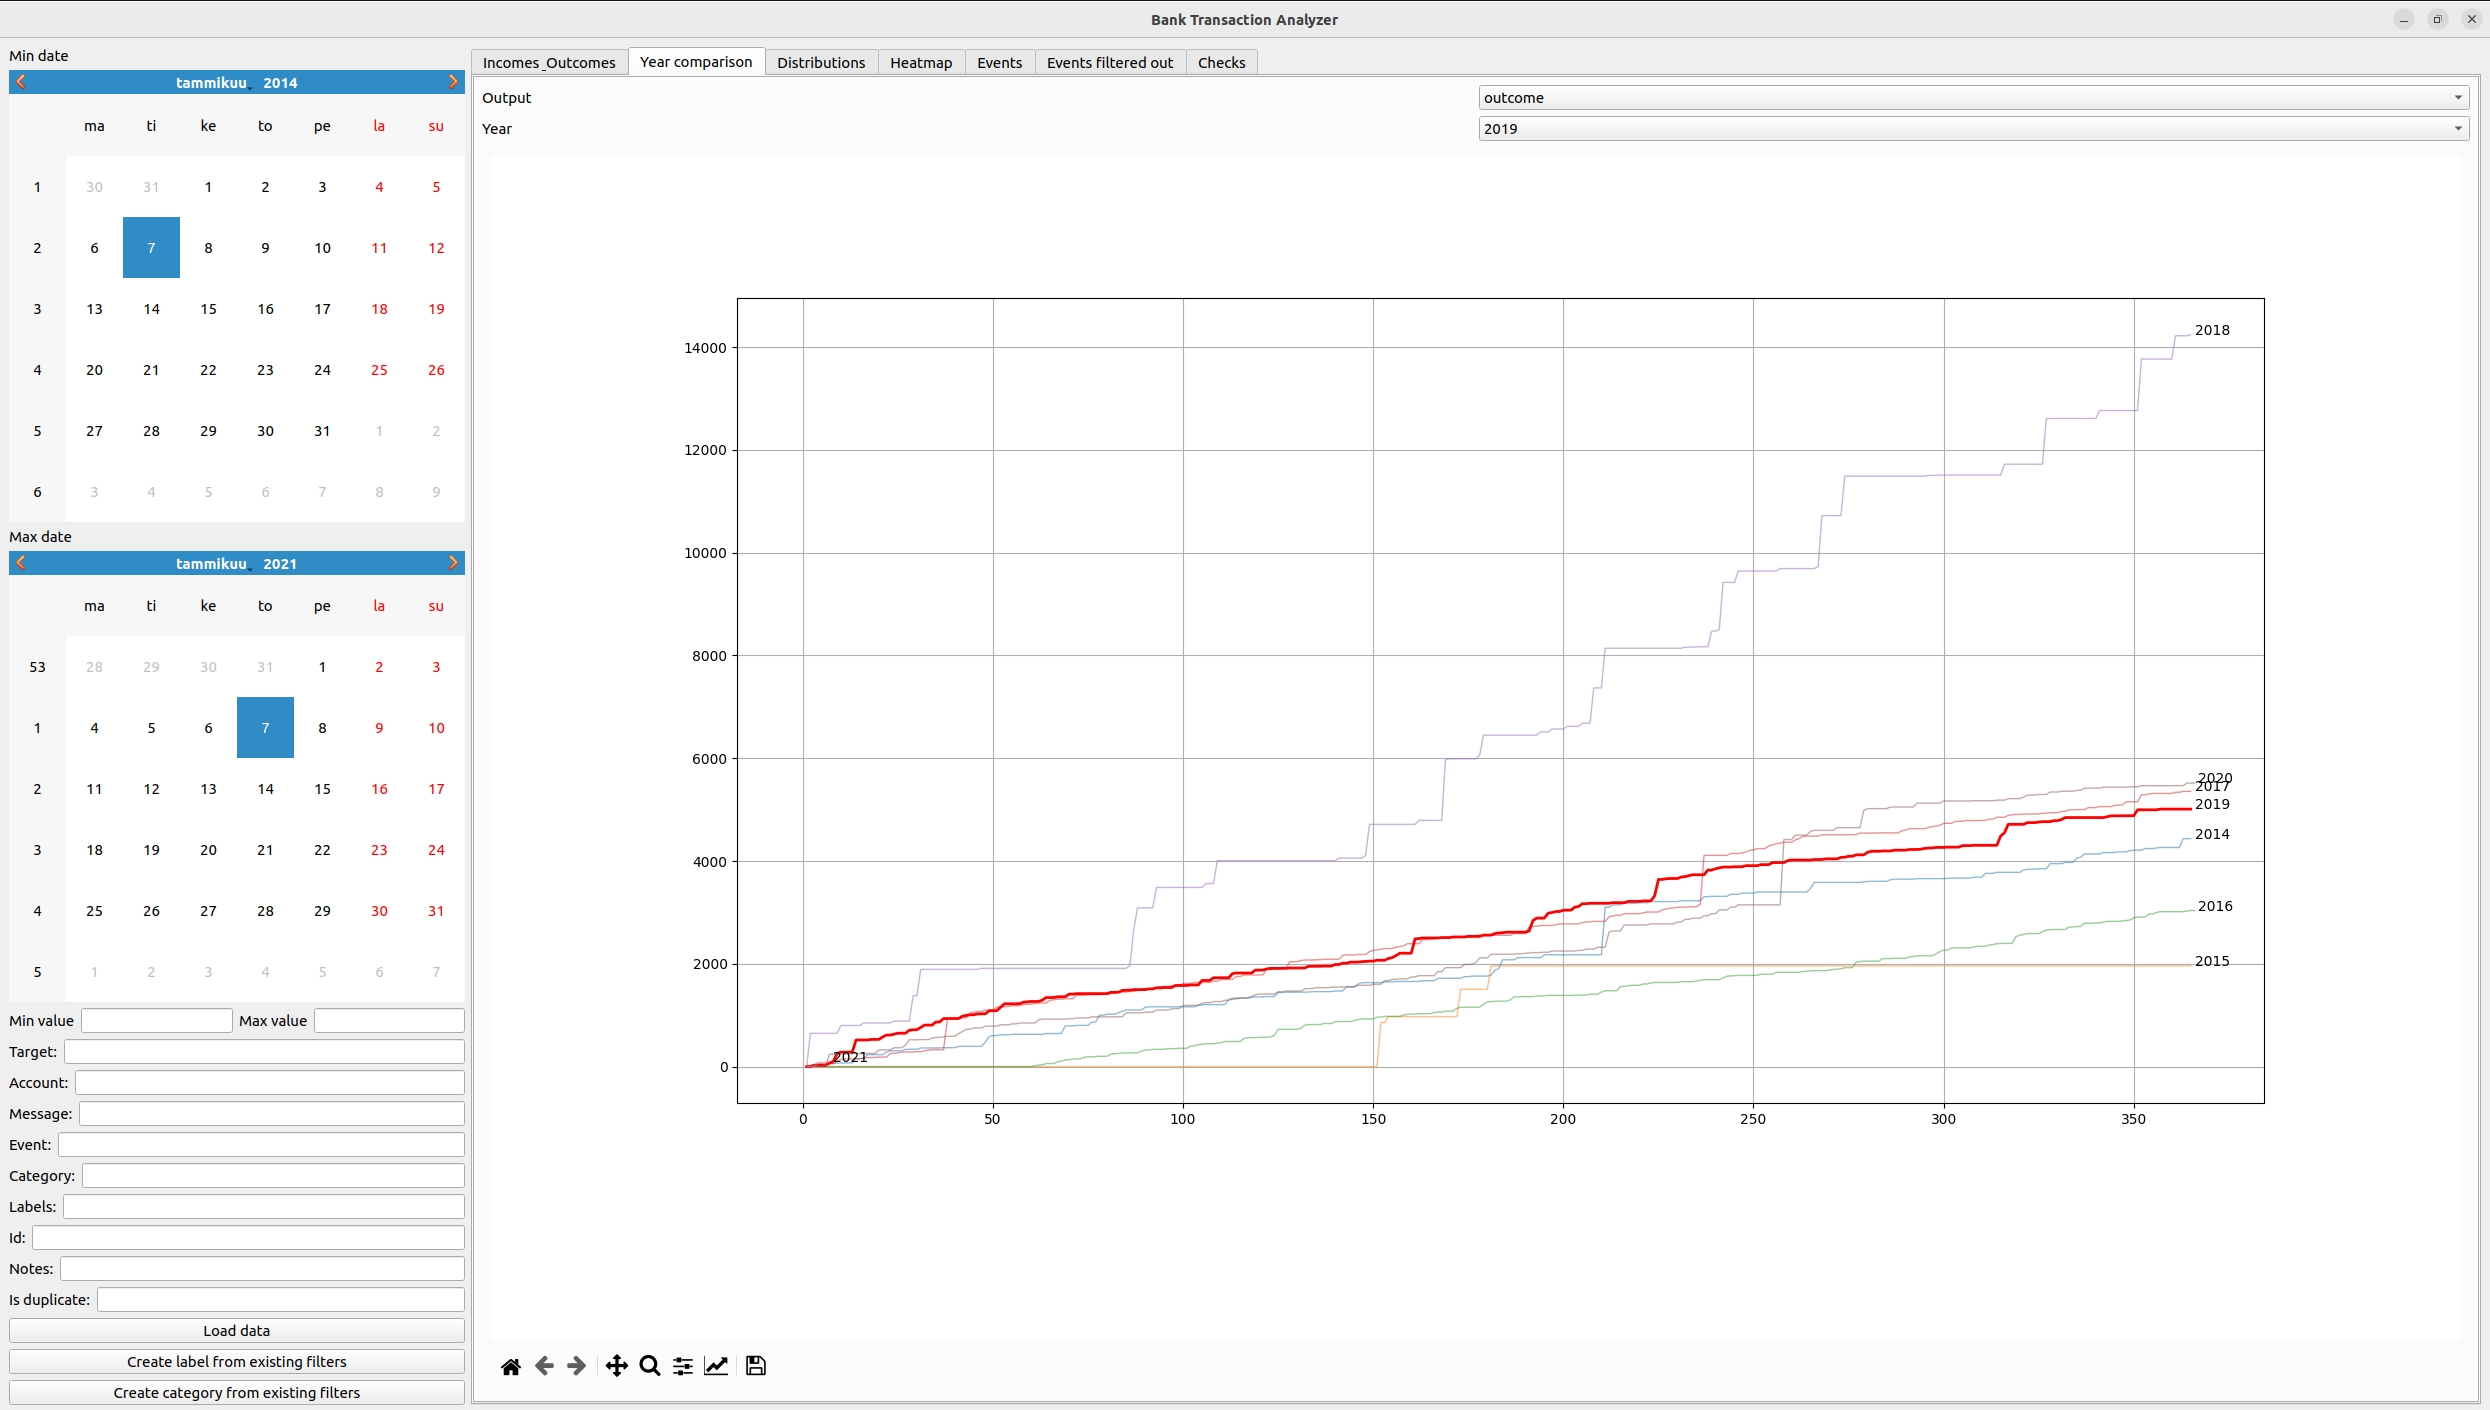 Bank Transaction Analyzer
Min date
tammikuu 2014
ma ti ke to pe la su
1 30 31 1 2 3 4 5
2 6 7 8 9 10 11 12
3 13 14 15 16 17 18 19
4 20 21 22 23 24 25 26
5 27 28 29 30 31 1 2
6 3 4 5 6 7 8 9
Max date
tammikuu 2021
ma ti ke to pe la su
53 28 29 30 31 1 2 3
1 4 5 6 7 8 9 10
2 11 12 13 14 15 16 17
3 18 19 20 21 22 23 24
4 25 26 27 28 29 30 31
5 1 2 3 4 5 6 7
Min value Max value
Target:
Account:
Message:
Event:
Category:
Labels:
Id:
Notes:
Is duplicate:
Load data
Create label from existing filters
Create category from existing filters
Incomes_Outcomes Year comparison Distributions Heatmap Events Events filtered out Checks
Output outcome
Year 2019
2018
14000
12000
10000
8000
6000
2020
2017
2019
2014
4000
2016
2015
2000
2021
0
0 50 100 150 200 250 300 350